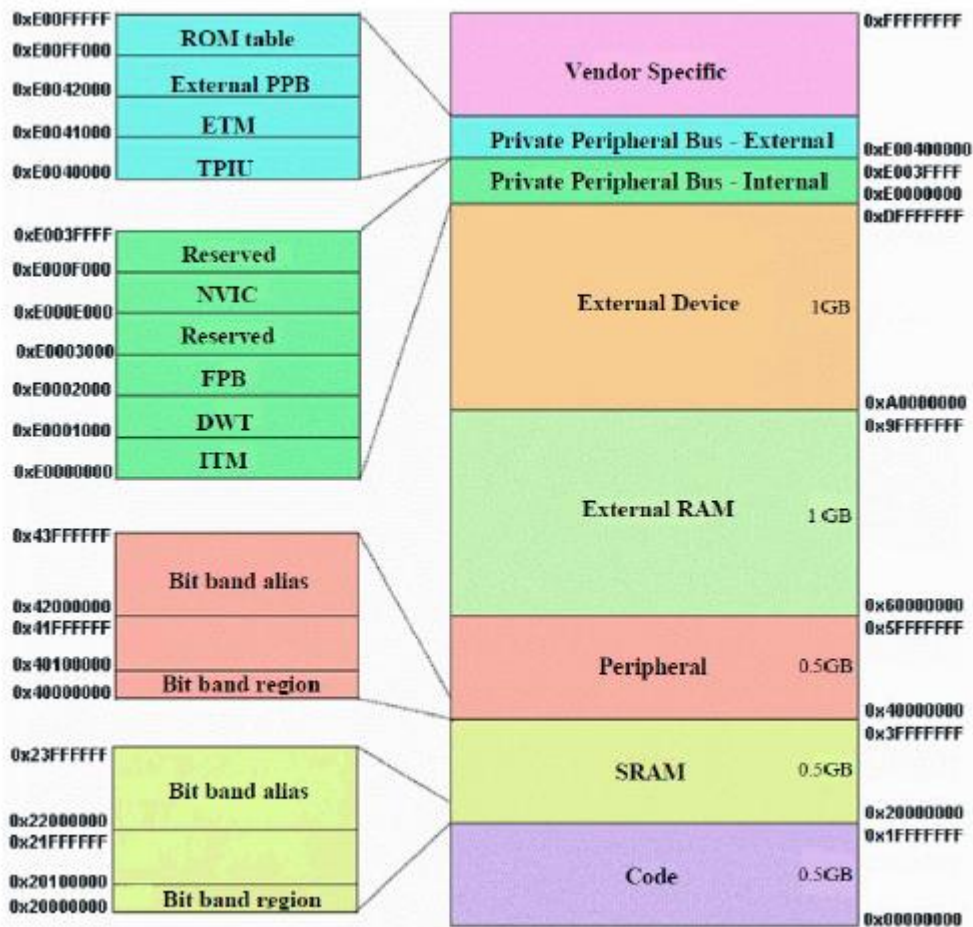 0xE00FFFFF
ROM table
0xE00FF000
External PPB
0xE0042000
ETM
0xE0041000
TPIU
0xE0040000
0xE003FFFF
Reserved
0xE000F000
NVIC
0xE000E000
Reserved
0xE0003000
FPB
0xE0002000
DWT
0xE0001000
ITM
0xE0000000
0x43FFFFFF
Bit band alias
0x42000000
0x41FFFFFF
0x40100000
Bit band region
0x40000000
0x23FFFFFF
Bit band alias
0x22000000
0x21FFFFFF
0x20100000
Bit band region
0x20000000
0xFFFFFFFF
Vendor Specific
Private Peripheral Bus - External
0xE00400000
0xE003FFFF
Private Peripheral Bus - Internal
0xE0000000
0xDFFFFFFF
External Device 1GB
0xA0000000
0x9FFFFFFF
External RAM 1 GB
0x60000000
0x5FFFFFFF
Peripheral 0.5GB
0x40000000
0x3FFFFFFF
SRAM 0.5GB
0x20000000
0x1FFFFFFF
Code 0.5GB
0x00000000